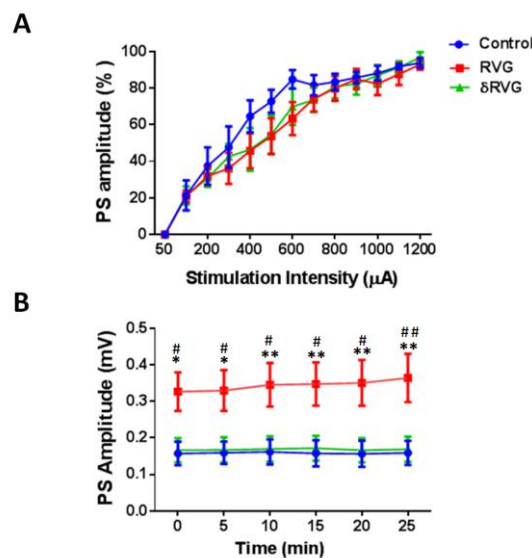 A
PS amplitude (%)
100
80
60
40
20
0
50 200 400 600 800 1000 1200
Stimulation Intensity (μA)
Control
RVG
δRVG
B
PS Amplitude (mV)
0.5
0.4
0.3
0.2
0.1
0.0
# # # # # ##
* * ** ** ** **
0 5 10 15 20 25
Time (min)